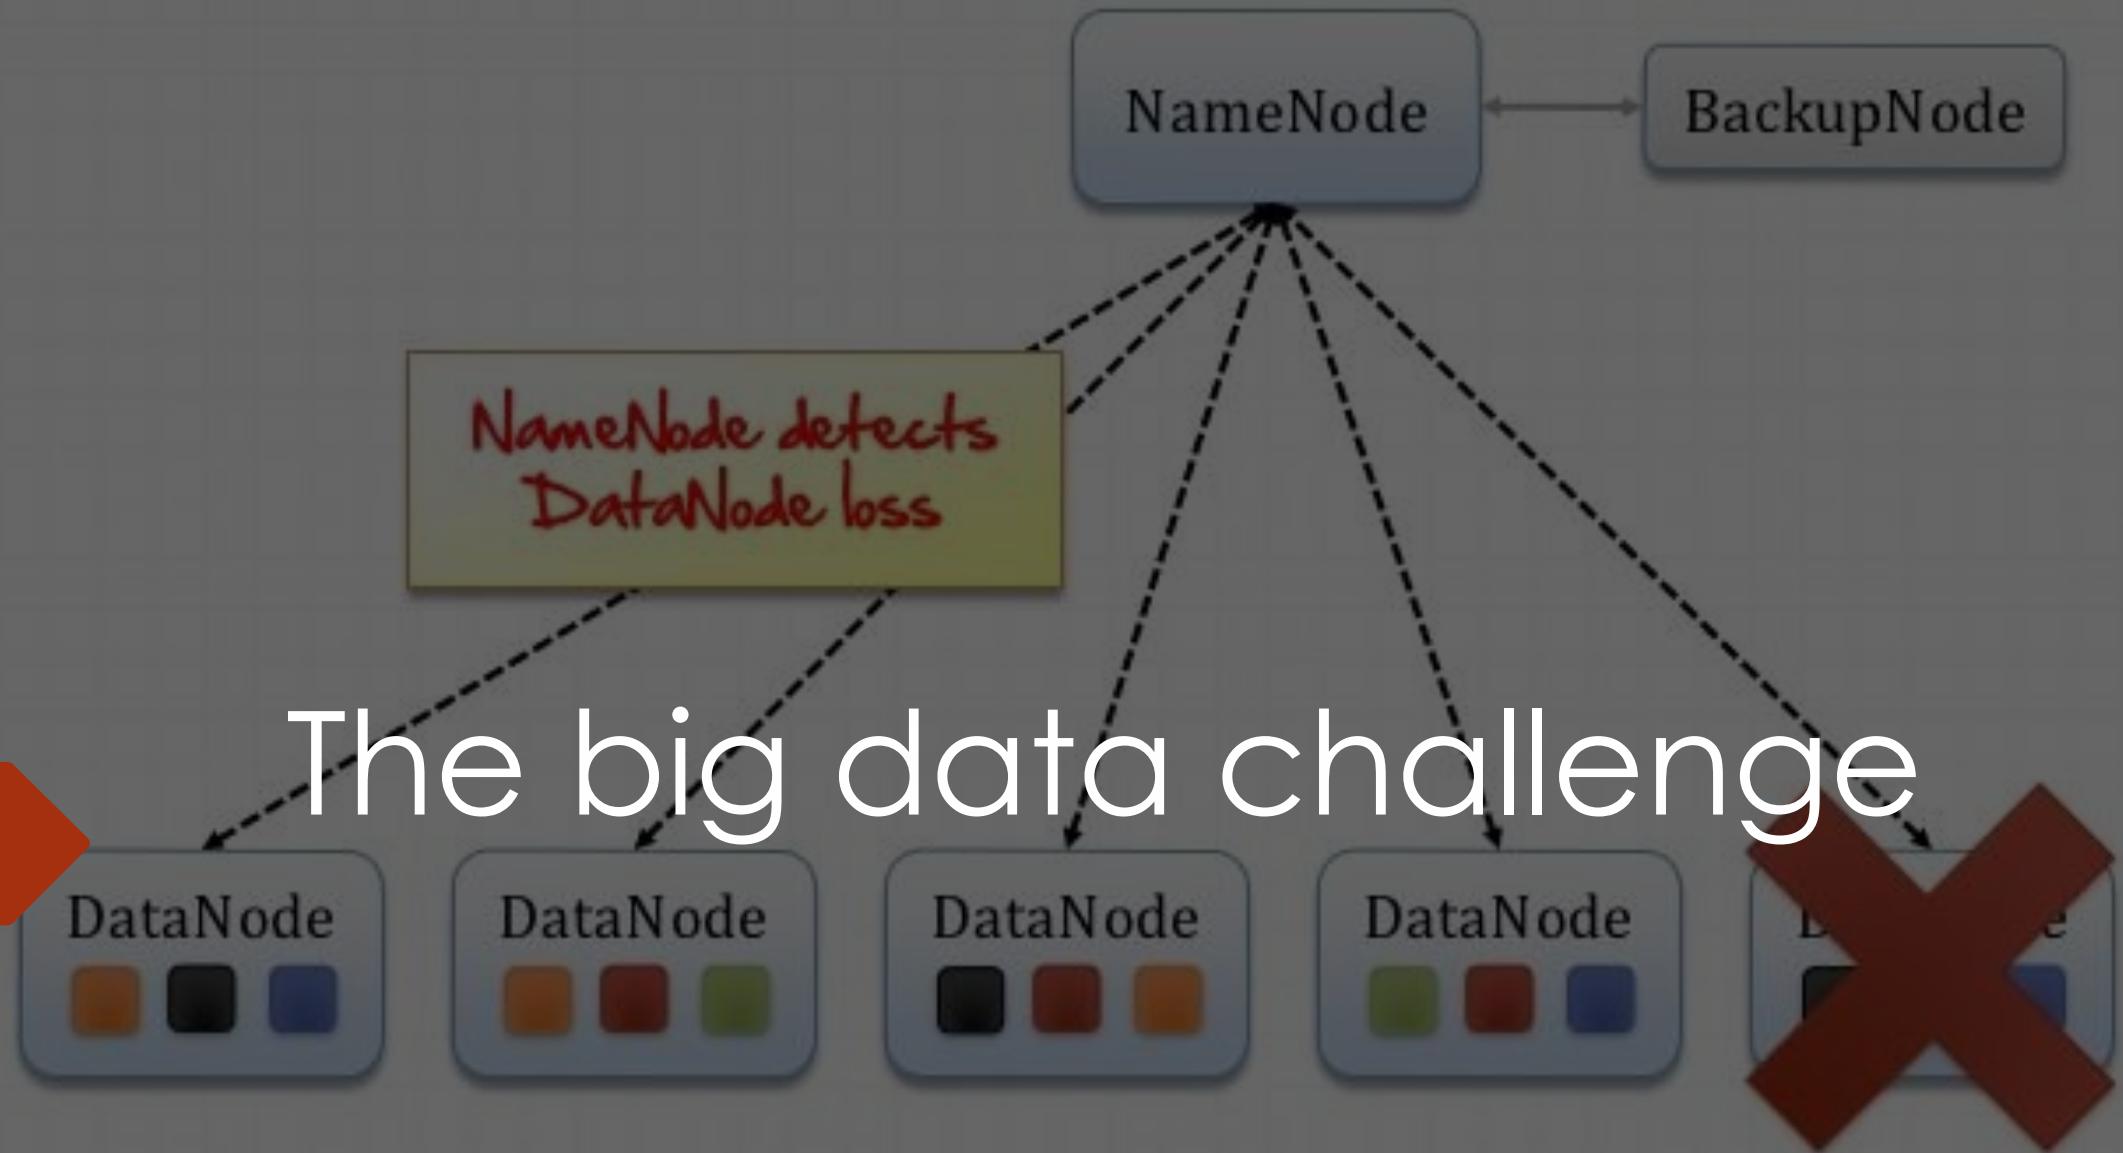 NameNode
BackupNode
NameNode detects
DataNode loss
The big data challenge
DataNode
DataNode
DataNode
DataNode